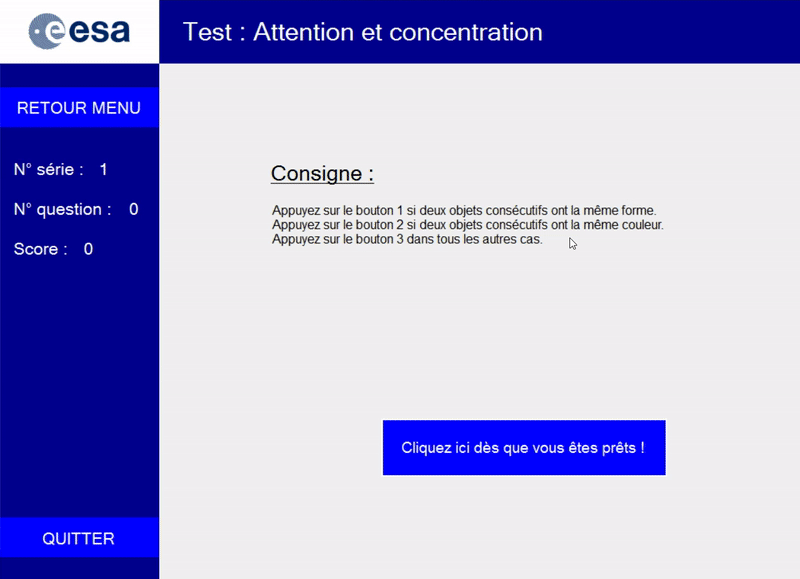 esa
Test : Attention et concentration
RETOUR MENU
N° série : 1
N° question : 0
Score : 0
Consigne :
Appuyez sur le bouton 1 si deux objets consécutifs ont la même forme.
Appuyez sur le bouton 2 si deux objets consécutifs ont la même couleur.
Appuyez sur le bouton 3 dans tous les autres cas.
Cliquez ici dès que vous êtes prêts !
QUITTER